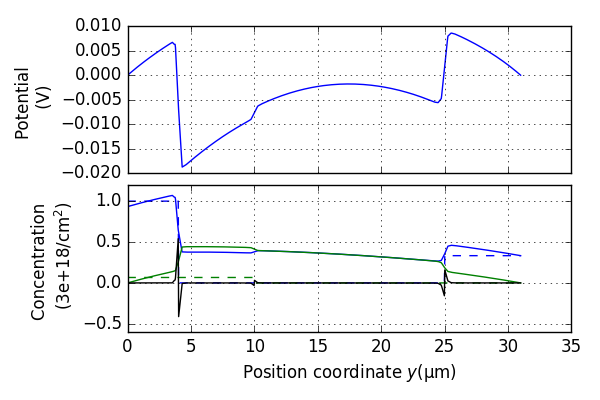 0.010
0.005
0.000
−0.005
−0.010
−0.015
−0.020
Potential
(V)
1.0
0.5
0.0
−0.5
Concentration
(3e+18/cm²)
0 5 10 15 20 25 30 35
Position coordinate y(μm)